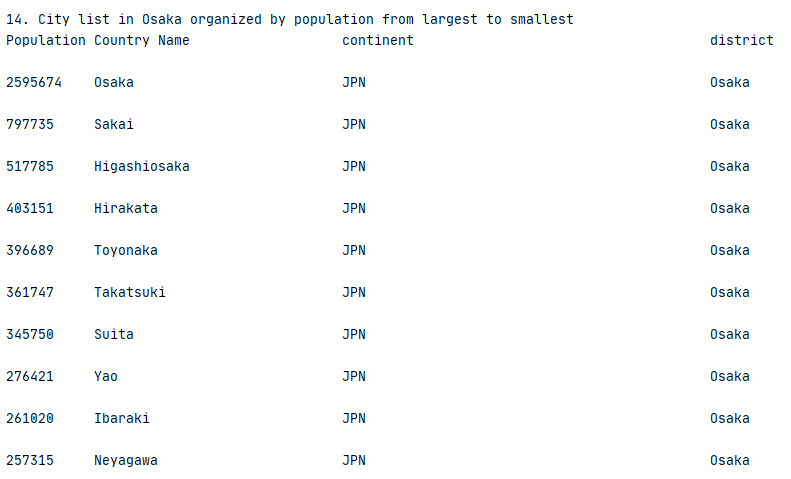 14. City list in Osaka organized by population from largest to smallest
Population Country Name continent district
2595674 Osaka JPN Osaka
797735 Sakai JPN Osaka
517785 Higashiosaka JPN Osaka
403151 Hirakata JPN Osaka
396689 Toyonaka JPN Osaka
361747 Takatsuki JPN Osaka
345750 Suita JPN Osaka
276421 Yao JPN Osaka
261020 Ibaraki JPN Osaka
257315 Neyagawa JPN Osaka